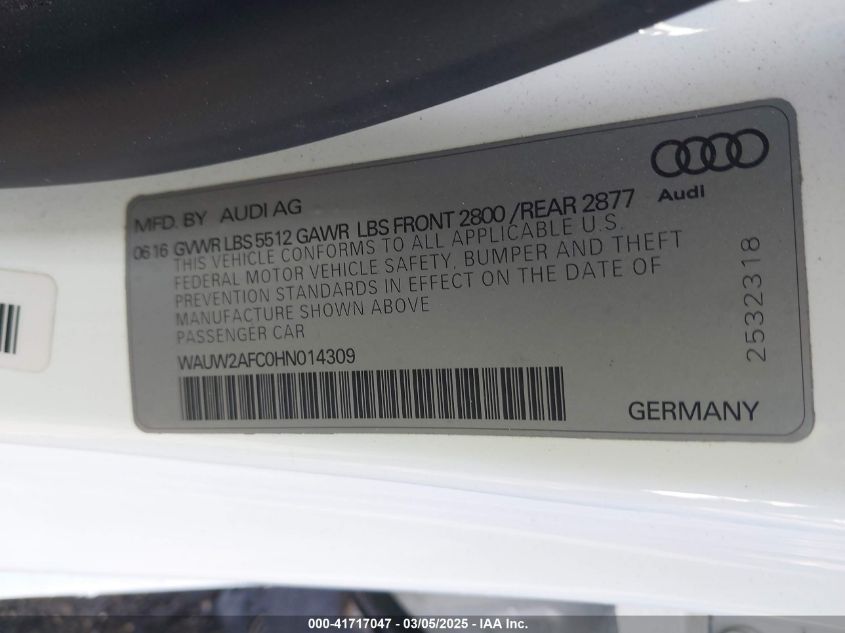 Audi
MFD. BY AUDI AG
0616 GVWR LBS 5512 GAWR LBS FRONT 2800 /REAR 2877
THIS VEHICLE CONFORMS TO ALL APPLICABLE U.S.
FEDERAL MOTOR VEHICLE SAFETY, BUMPER AND THEFT
PREVENTION STANDARDS IN EFFECT ON THE DATE OF
MANUFACTURE SHOWN ABOVE
PASSENGER CAR
WAUW2AFC0HN014309
GERMANY
2532318
000-41717047 - 03/05/2025 - IAA Inc.